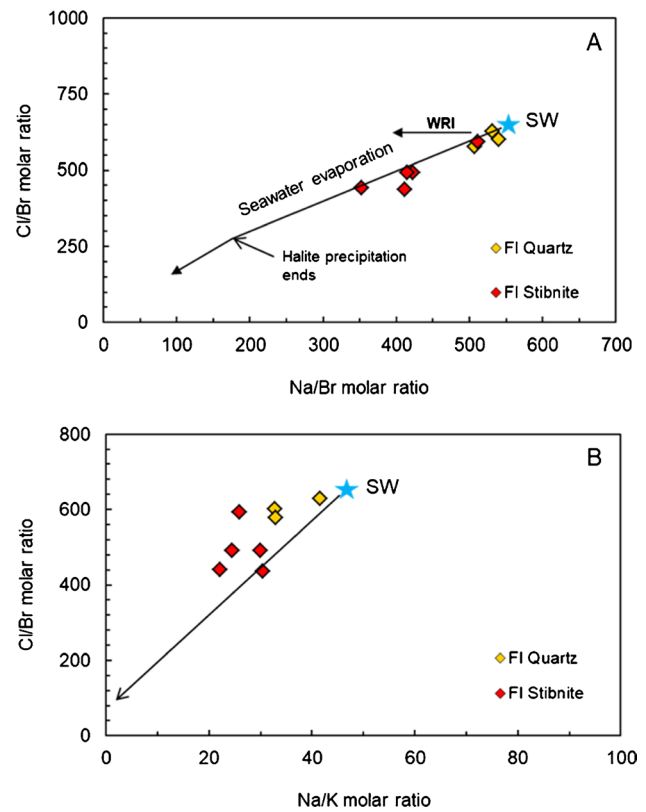 1000
A
750
WRI
SW
500
Seawater evaporation
Cl/Br molar ratio
250
Halite precipitation
ends
FI Quartz
FI Stibnite
0
0 100 200 300 400 500 600 700
Na/Br molar ratio
800
B
SW
600
400
Cl/Br molar ratio
200
FI Quartz
FI Stibnite
0
0 20 40 60 80 100
Na/K molar ratio